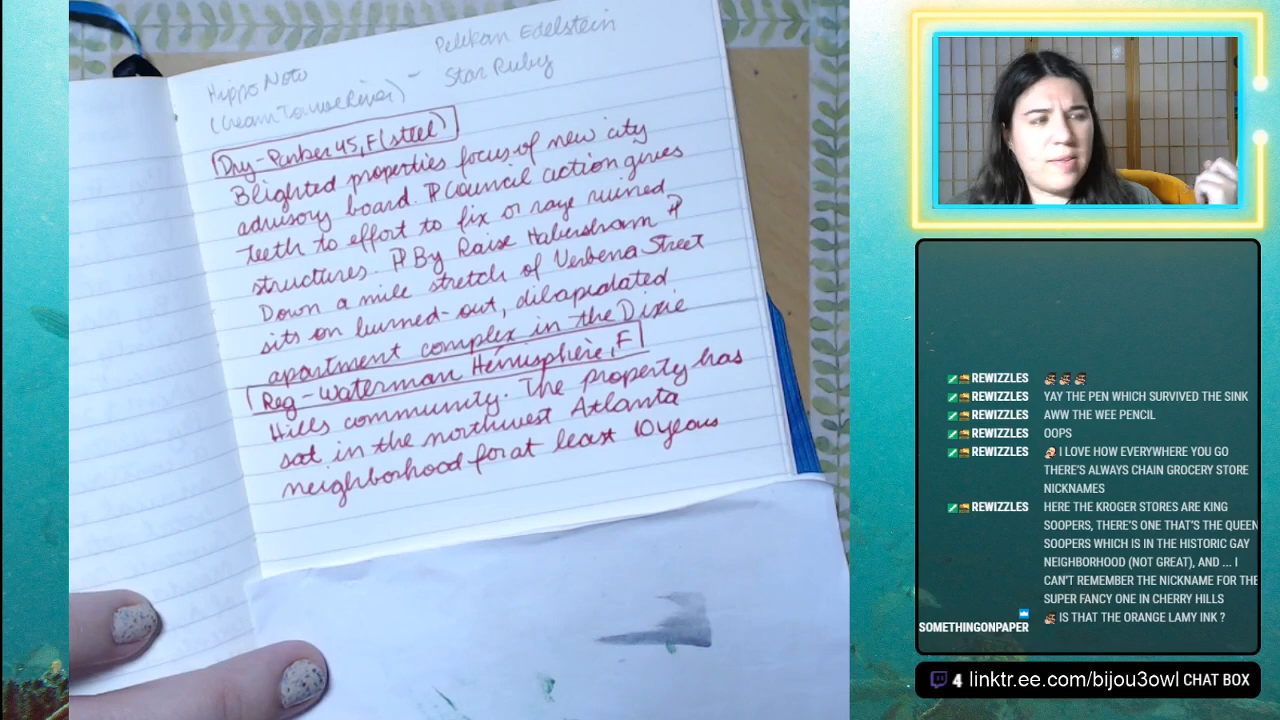 Hippo Noto
(Cream Tomoe River) -
Pelikan Edelstein
Star Ruby
Dry-Parker 45, F (steel)
Blighted properties focus of new city
advisory board. ¶ Council action gives
teeth to effort to fix or raze ruined
structures. ¶ By Raisa Habersham ¶
Down a mile stretch of Verbena Street
sits on burned-out, dilapidated
apartment complex in the Dixie
Reg-Waterman Hémisphère, F
Hills community. The property has
sat in the northwest Atlanta
neighborhood for at least 10 years
REWIZZLES
REWIZZLES YAY THE PEN WHICH SURVIVED THE SINK
REWIZZLES AWW THE WEE PENCIL
REWIZZLES OOPS
REWIZZLES I LOVE HOW EVERYWHERE YOU GO
THERE'S ALWAYS CHAIN GROCERY STORE
NICKNAMES
REWIZZLES HERE THE KROGER STORES ARE KING
SOOPERS, THERE'S ONE THAT'S THE QUEEN
SOOPERS WHICH IS IN THE HISTORIC GAY
NEIGHBORHOOD (NOT GREAT), AND ... I
CAN'T REMEMBER THE NICKNAME FOR THE
SUPER FANCY ONE IN CHERRY HILLS
SOMETHINGONPAPER IS THAT THE ORANGE LAMY INK ?
4 linktr.ee.com/bijou3owl CHAT BOX